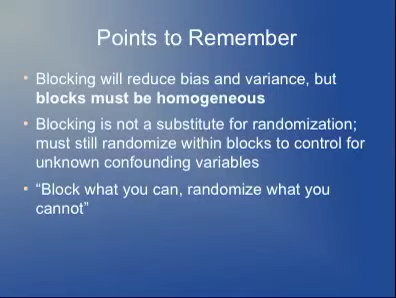 Points to Remember
• Blocking will reduce bias and variance, but
blocks must be homogeneous
• Blocking is not a substitute for randomization;
must still randomize within blocks to control for
unknown confounding variables
• “Block what you can, randomize what you
cannot”